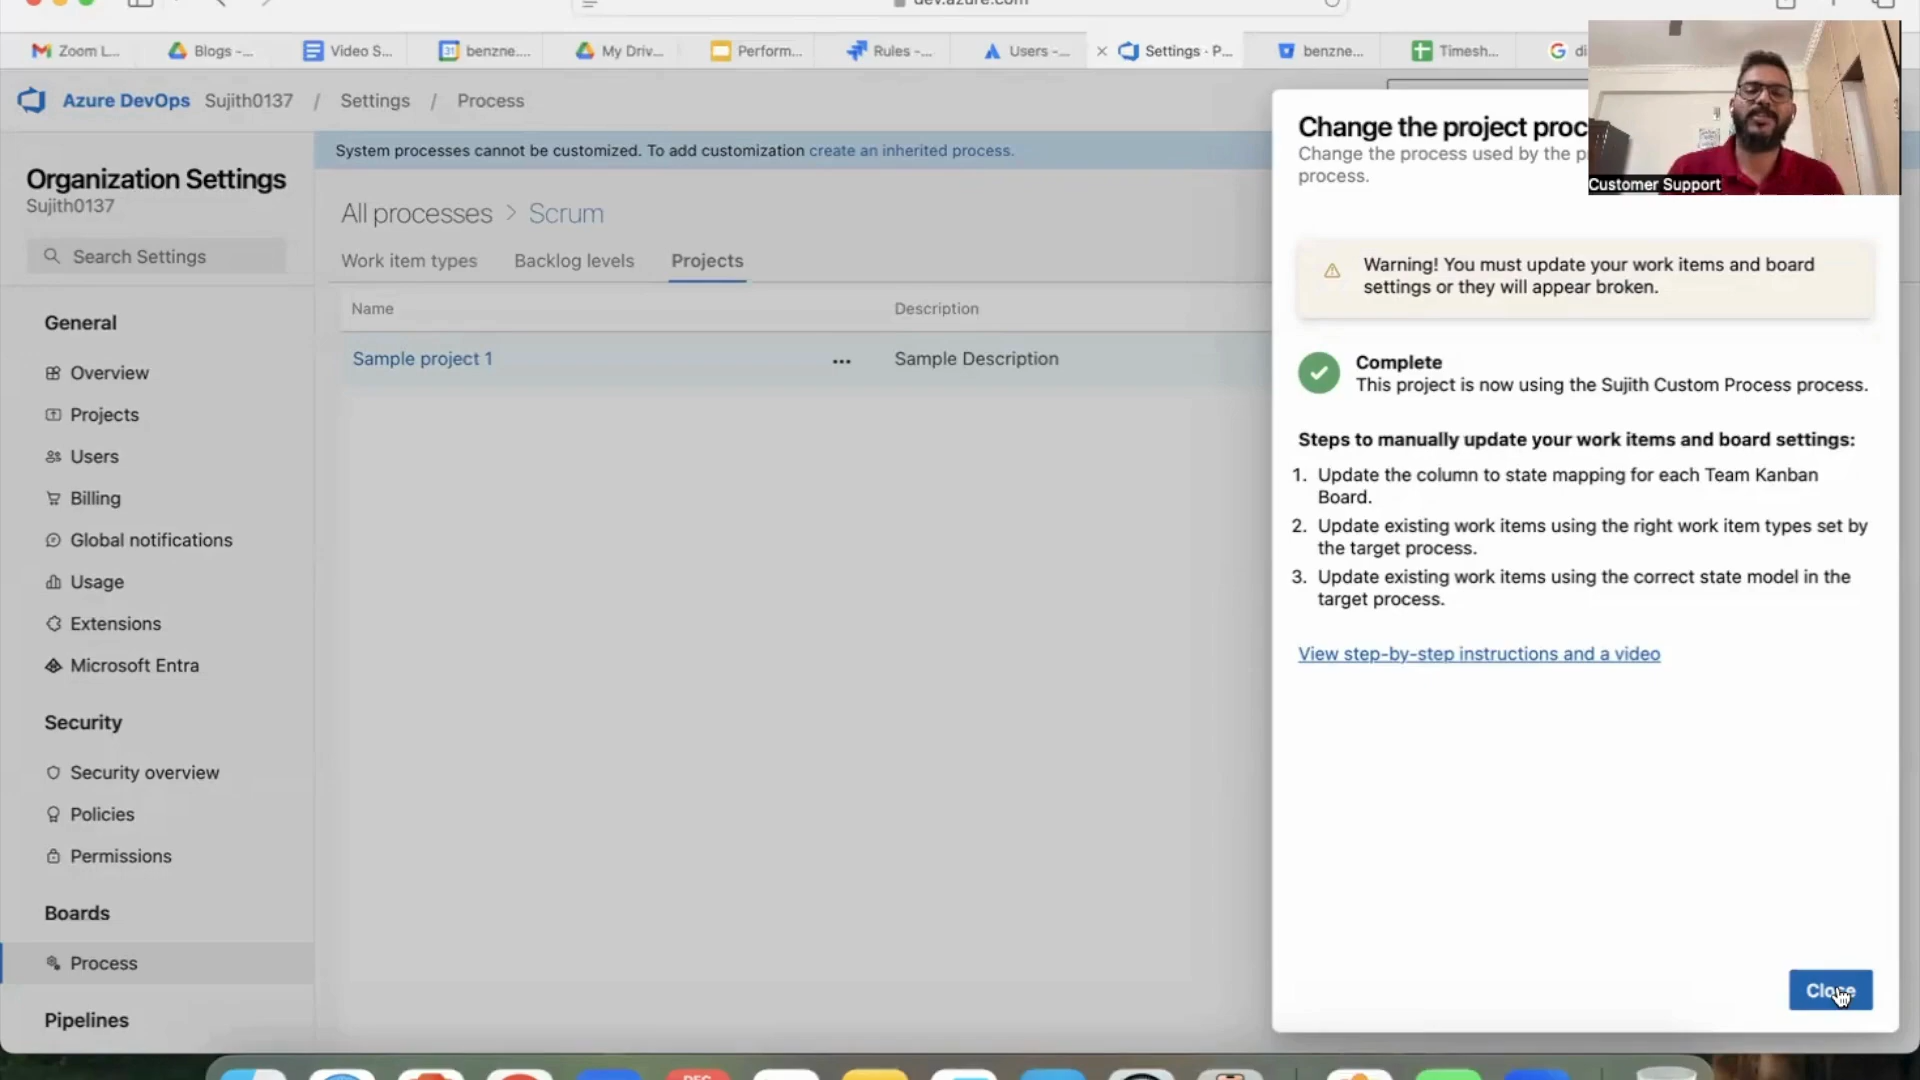 dev.azure.com
Zoom L...
Blogs -...
Video S...
benzne....
My Driv...
Perform...
Rules -...
Users -...
Settings - P...
benzne...
Timesh...
di
Azure DevOps Sujith0137 / Settings / Process
Organization Settings
Sujith0137
Search Settings
General
Overview
Projects
Users
Billing
Global notifications
Usage
Extensions
Microsoft Entra
Security
Security overview
Policies
Permissions
Boards
Process
Pipelines
System processes cannot be customized. To add customization create an inherited process.
All processes > Scrum
Work item types Backlog levels Projects
Name Description
Sample project 1 ... Sample Description
Change the project proc
Change the process used by the p
process.
Customer Support
Warning! You must update your work items and board
settings or they will appear broken.
Complete
This project is now using the Sujith Custom Process process.
Steps to manually update your work items and board settings:
1. Update the column to state mapping for each Team Kanban
Board.
2. Update existing work items using the right work item types set by
the target process.
3. Update existing work items using the correct state model in the
target process.
View step-by-step instructions and a video
Close
DEC